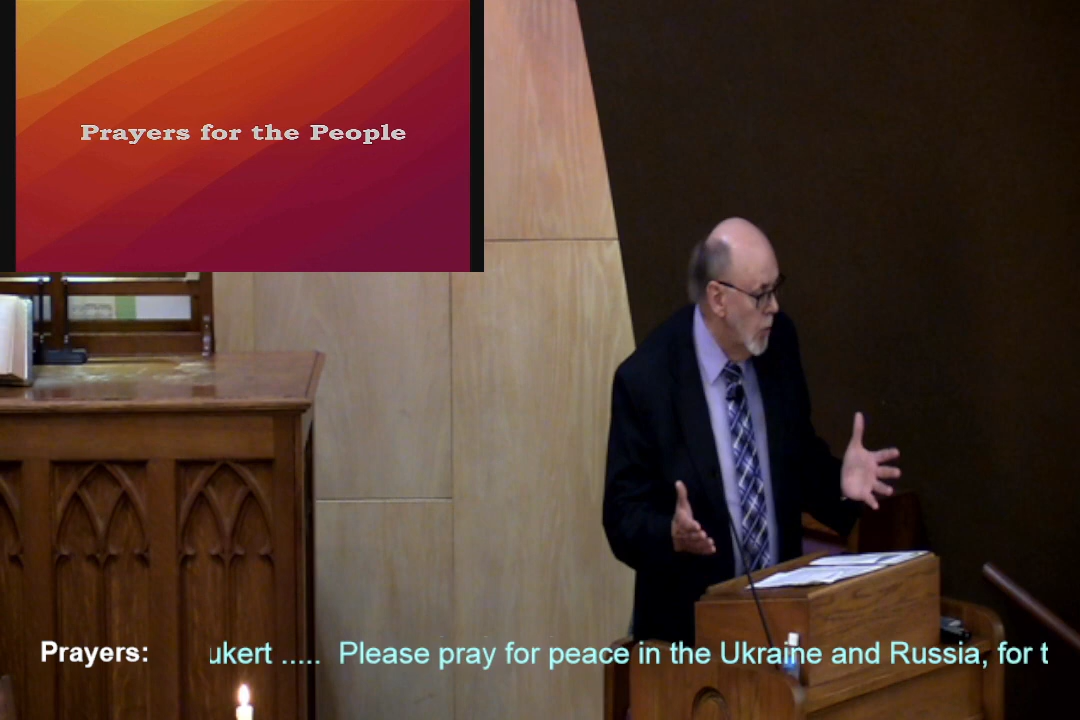 Prayers for the People
Prayers: ukert ..... Please pray for peace in the Ukraine and Russia, for t